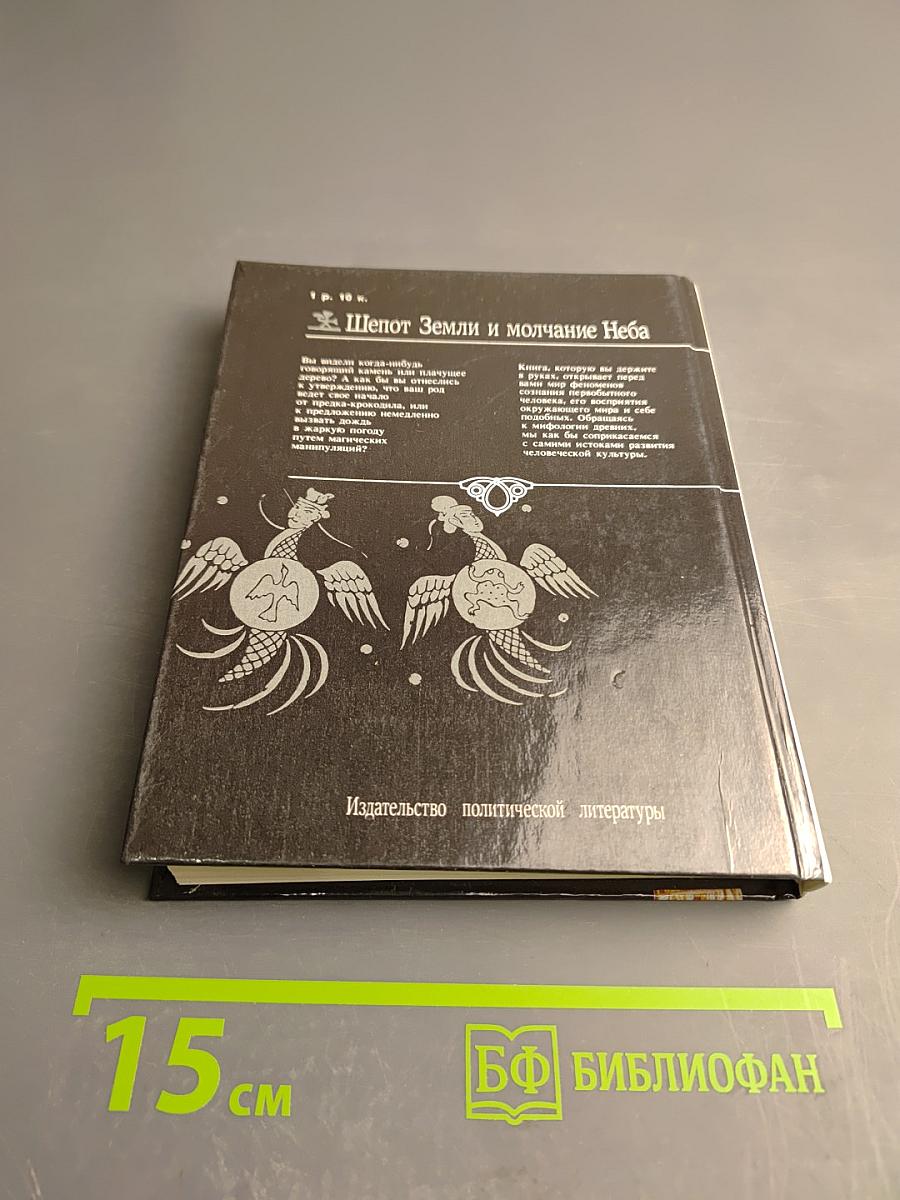 1 р. 10 к.
Шепот Земли и молчание Неба
Вы видели когда-нибудь
говорящий камень или плачущее
дерево? А как бы вы отнеслись
к утверждению, что ваш род
ведет свое начало
от предка-крокодила, или
к предложению немедленно
вызвать дождь
в жаркую погоду
путем магических
манипуляций?
Книга, которую вы держите
в руках, открывает перед
вами мир феноменов
сознания первобытного
человека, его восприятия
окружающего мира и себе
подобных. Обращаясь
к мифологии древних,
мы как бы соприкасаемся
с самими истоками развития
человеческой культуры.
Издательство политической литературы
15 см
БФ БИБЛИОФАН